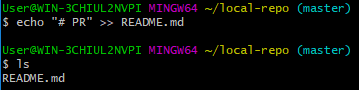 User@WIN-3CHIUL2NVPI MINGW64 ~/local-repo (master)
$ echo "# PR" >> README.md
User@WIN-3CHIUL2NVPI MINGW64 ~/local-repo (master)
$ ls
README.md